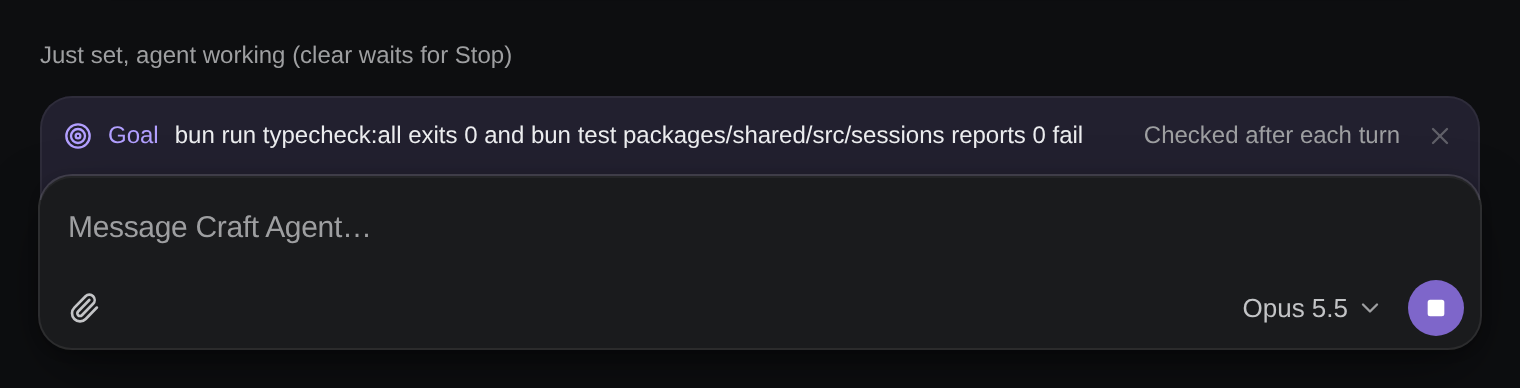 Just set, agent working (clear waits for Stop)
Goal bun run typecheck:all exits 0 and bun test packages/shared/src/sessions reports 0 fail Checked after each turn
Message Craft Agent…
Opus 5.5